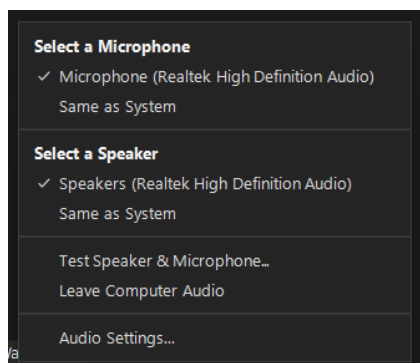 Select a Microphone
✓ Microphone (Realtek High Definition Audio)
Same as System
Select a Speaker
✓ Speakers (Realtek High Definition Audio)
Same as System
Test Speaker & Microphone...
Leave Computer Audio
Audio Settings...